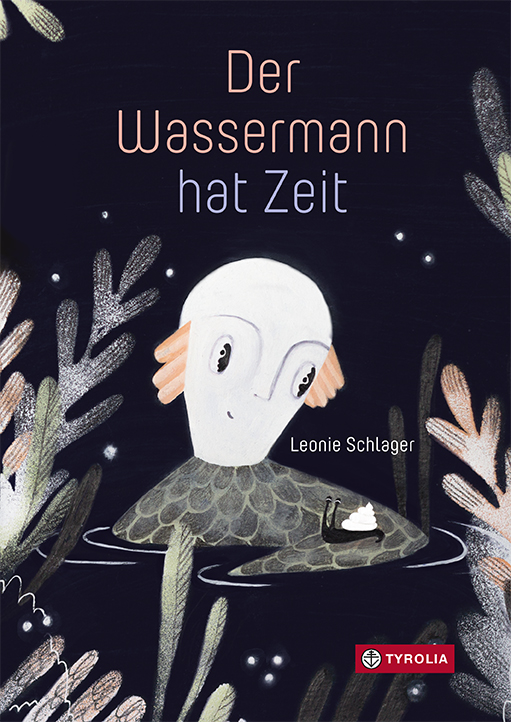 Der
Wassermann
hat Zeit
Leonie Schlager
TYROLIA